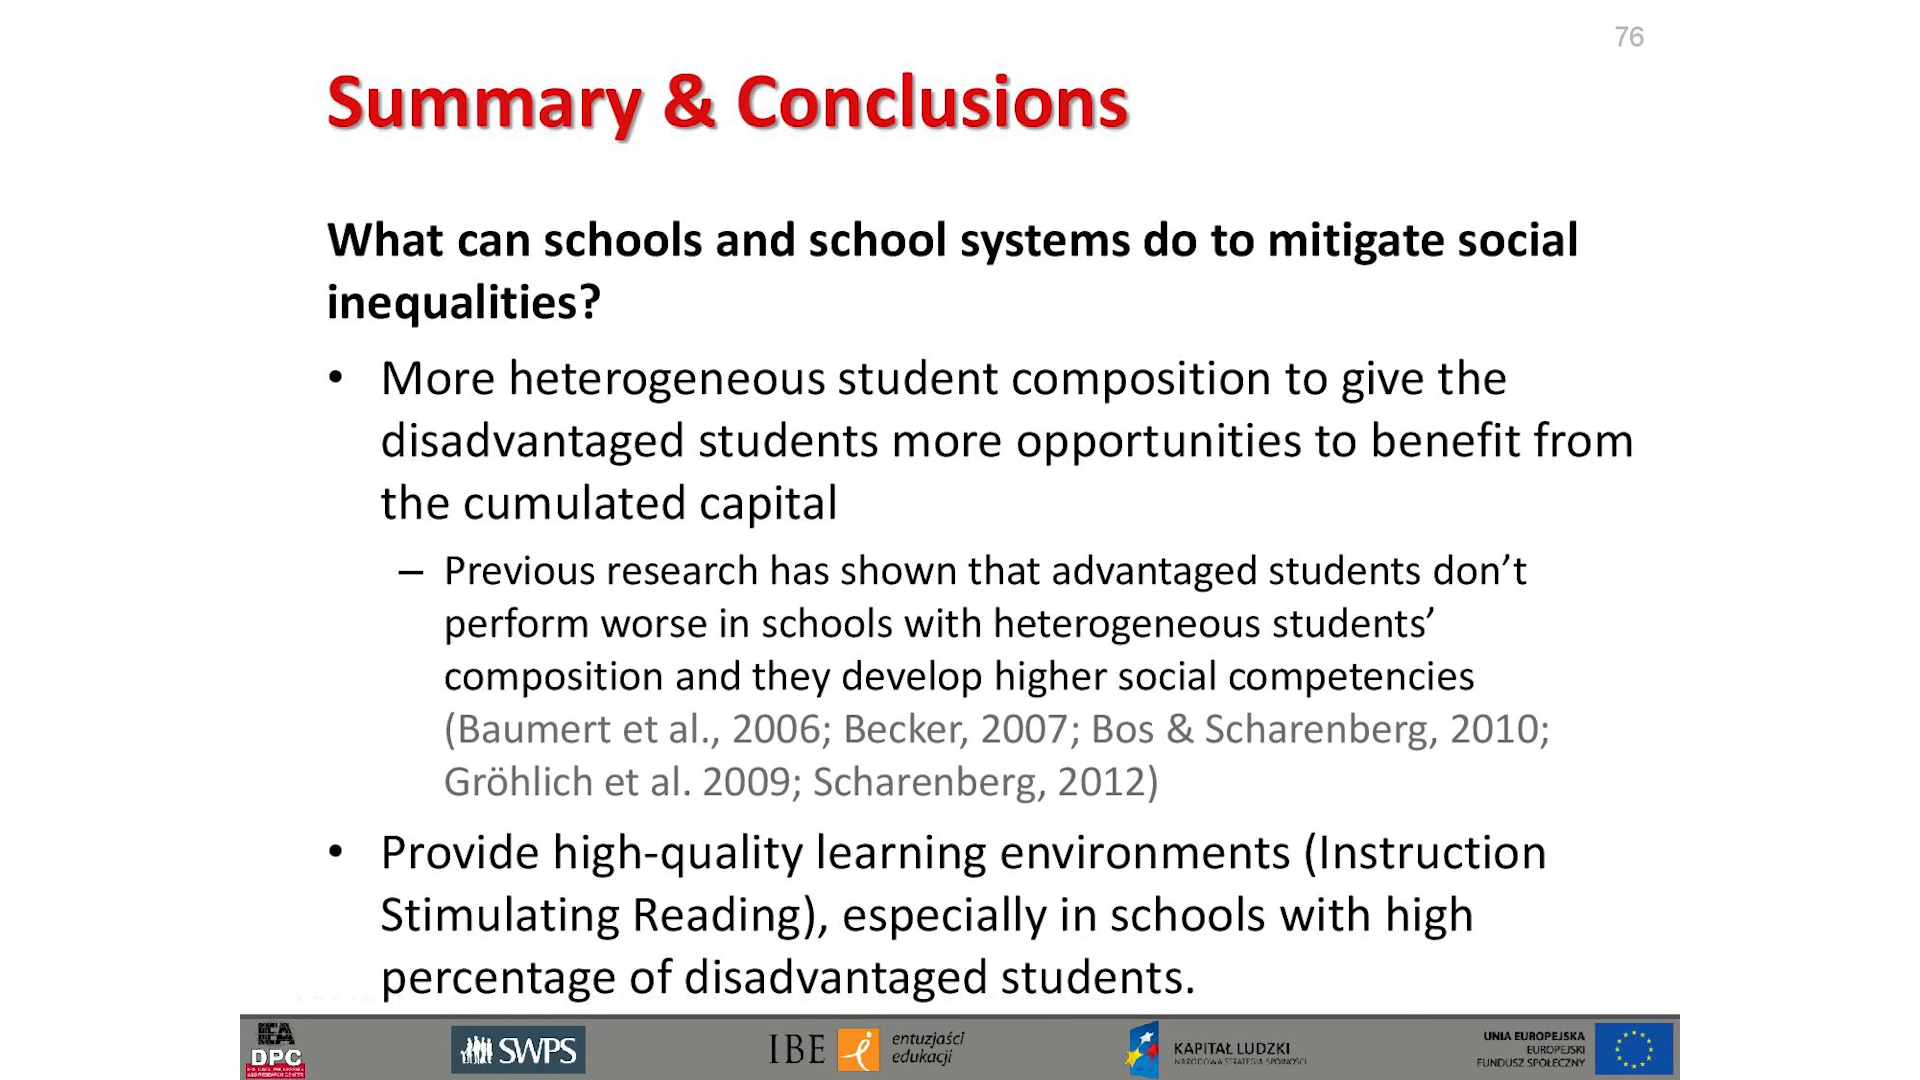 76
Summary & Conclusions
What can schools and school systems do to mitigate social
inequalities?
• More heterogeneous student composition to give the
disadvantaged students more opportunities to benefit from
the cumulated capital
– Previous research has shown that advantaged students don’t
perform worse in schools with heterogeneous students’
composition and they develop higher social competencies
(Baumert et al., 2006; Becker, 2007; Bos & Scharenberg, 2010;
Gröhlich et al. 2009; Scharenberg, 2012)
• Provide high-quality learning environments (Instruction
Stimulating Reading), especially in schools with high
percentage of disadvantaged students.
IEA
DPC
SWPS
IBE
entuzjaści
edukacji
KAPITAŁ LUDZKI
NARODOWA STRATEGIA SPÓJNOŚCI
UNIA EUROPEJSKA
EUROPEJSKI
FUNDUSZ SPOŁECZNY